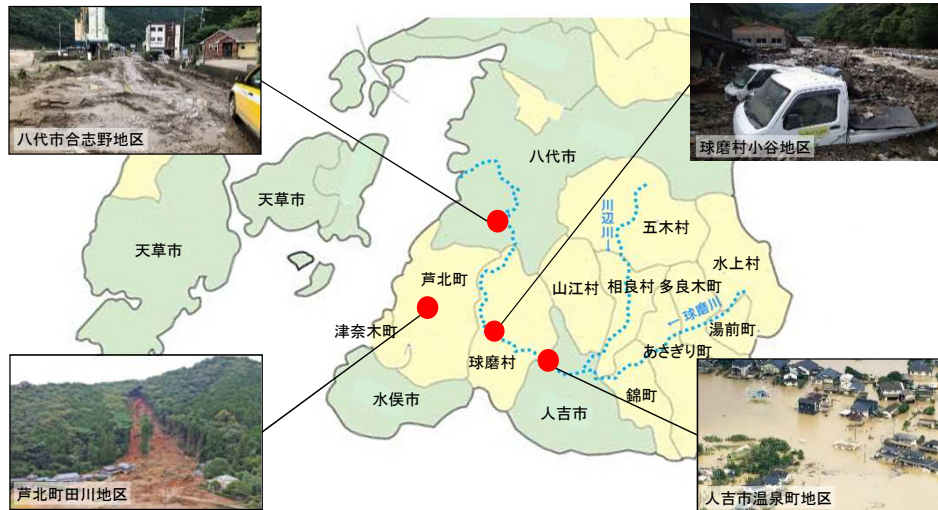 八代市合志野地区
球磨村小谷地区
八代市
天草市
天草市
川辺川→
五木村
水上村
芦北町
山江村
相良村
多良木町
← 球磨川
湯前町
津奈木町
球磨村
あさぎり町
錦町
水俣市
人吉市
芦北町田川地区
人吉市温泉町地区